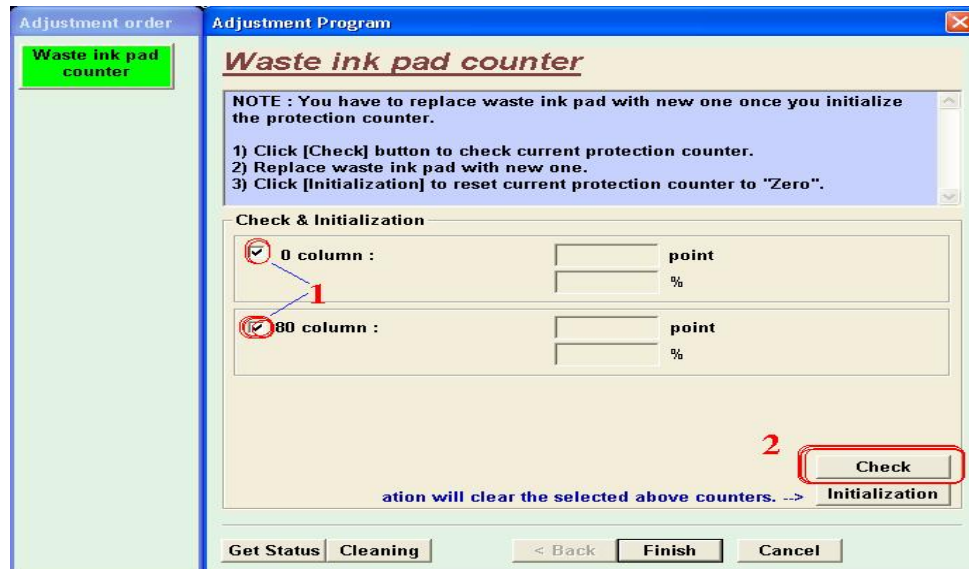 Adjustment order
Waste ink pad
counter
Adjustment Program
Waste ink pad counter
NOTE : You have to replace waste ink pad with new one once you initialize
the protection counter.
1) Click [Check] button to check current protection counter.
2) Replace waste ink pad with new one.
3) Click [Initialization] to reset current protection counter to "Zero".
Check & Initialization
0 column : point
%
1
80 column : point
%
2
Check
ation will clear the selected above counters. --> Initialization
Get Status Cleaning < Back Finish Cancel